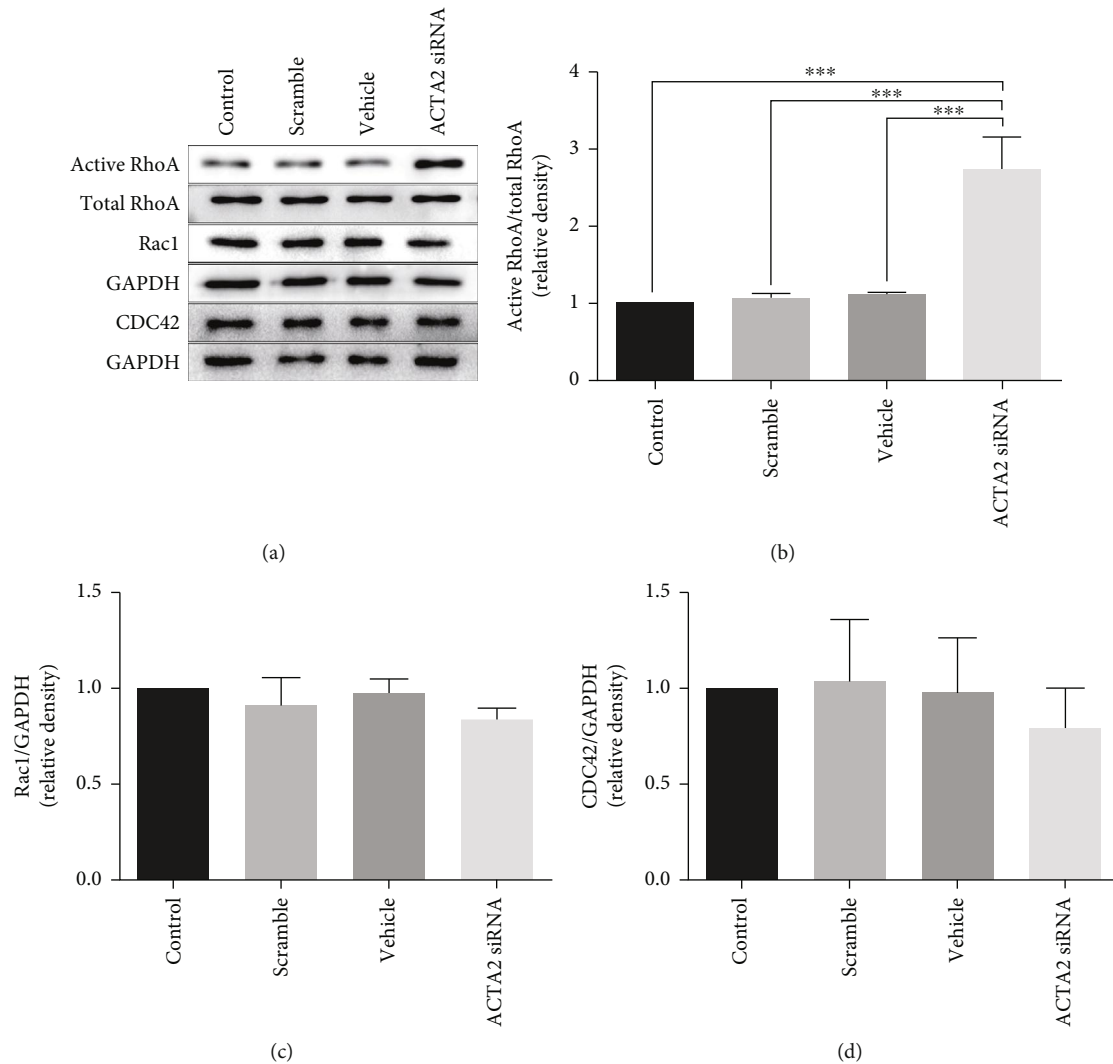 Control
Scramble
Vehicle
ACTA2 siRNA
Active RhoA
Total RhoA
Rac1
GAPDH
CDC42
GAPDH
(a)
Active RhoA/total RhoA
(relative density)
4
3
2
1
0
***
***
***
Control
Scramble
Vehicle
ACTA2 siRNA
(b)
Rac1/GAPDH
(relative density)
1.5
1.0
0.5
0.0
Control
Scramble
Vehicle
ACTA2 siRNA
(c)
CDC42/GAPDH
(relative density)
1.5
1.0
0.5
0.0
Control
Scramble
Vehicle
ACTA2 siRNA
(d)